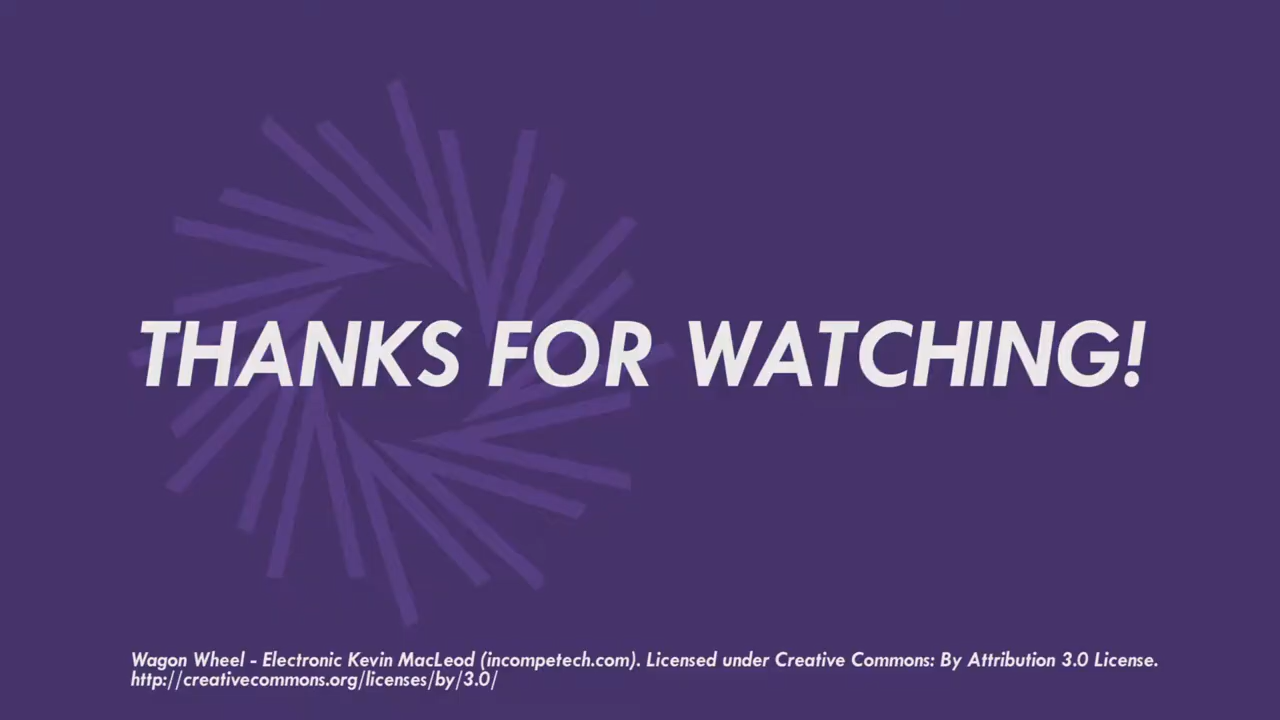 THANKS FOR WATCHING!
Wagon Wheel - Electronic Kevin MacLeod (incompetech.com). Licensed under Creative Commons: By Attribution 3.0 License.
http://creativecommons.org/licenses/by/3.0/